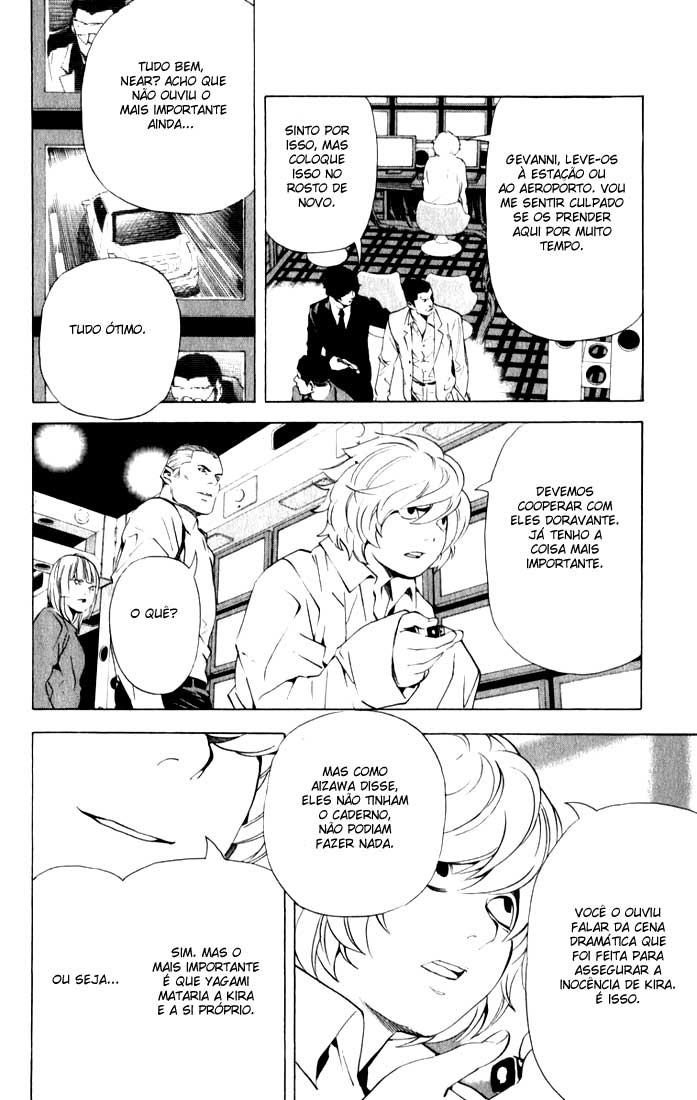 GEVANNI, LEVE-OS
À ESTAÇÃO OU
AO AEROPORTO. VOU
ME SENTIR CULPADO
SE OS PRENDER
AQUI POR MUITO
TEMPO.
SINTO POR
ISSO, MAS
COLOQUE
ISSO NO
ROSTO DE
NOVO.
TUDO BEM,
NEAR? ACHO QUE
NÃO OUVIU O
MAIS IMPORTANTE
AINDA...
TUDO ÓTIMO.
DEVEMOS
COOPERAR COM
ELES DORAVANTE.
JÁ TENHO A
COISA MAIS
IMPORTANTE.
O QUÊ?
VOCÊ O OUVIU
FALAR DA CENA
DRAMÁTICA QUE
FOI FEITA PARA
ASSEGURAR A
INOCÊNCIA DE KIRA.
É ISSO.
MAS COMO
AIZAWA DISSE,
ELES NÃO TINHAM
O CADERNO,
NÃO PODIAM
FAZER NADA.
SIM. MAS O
MAIS IMPORTANTE
É QUE YAGAMI
MATARIA A KIRA
E A SI PRÓPRIO.
OU SEJA...